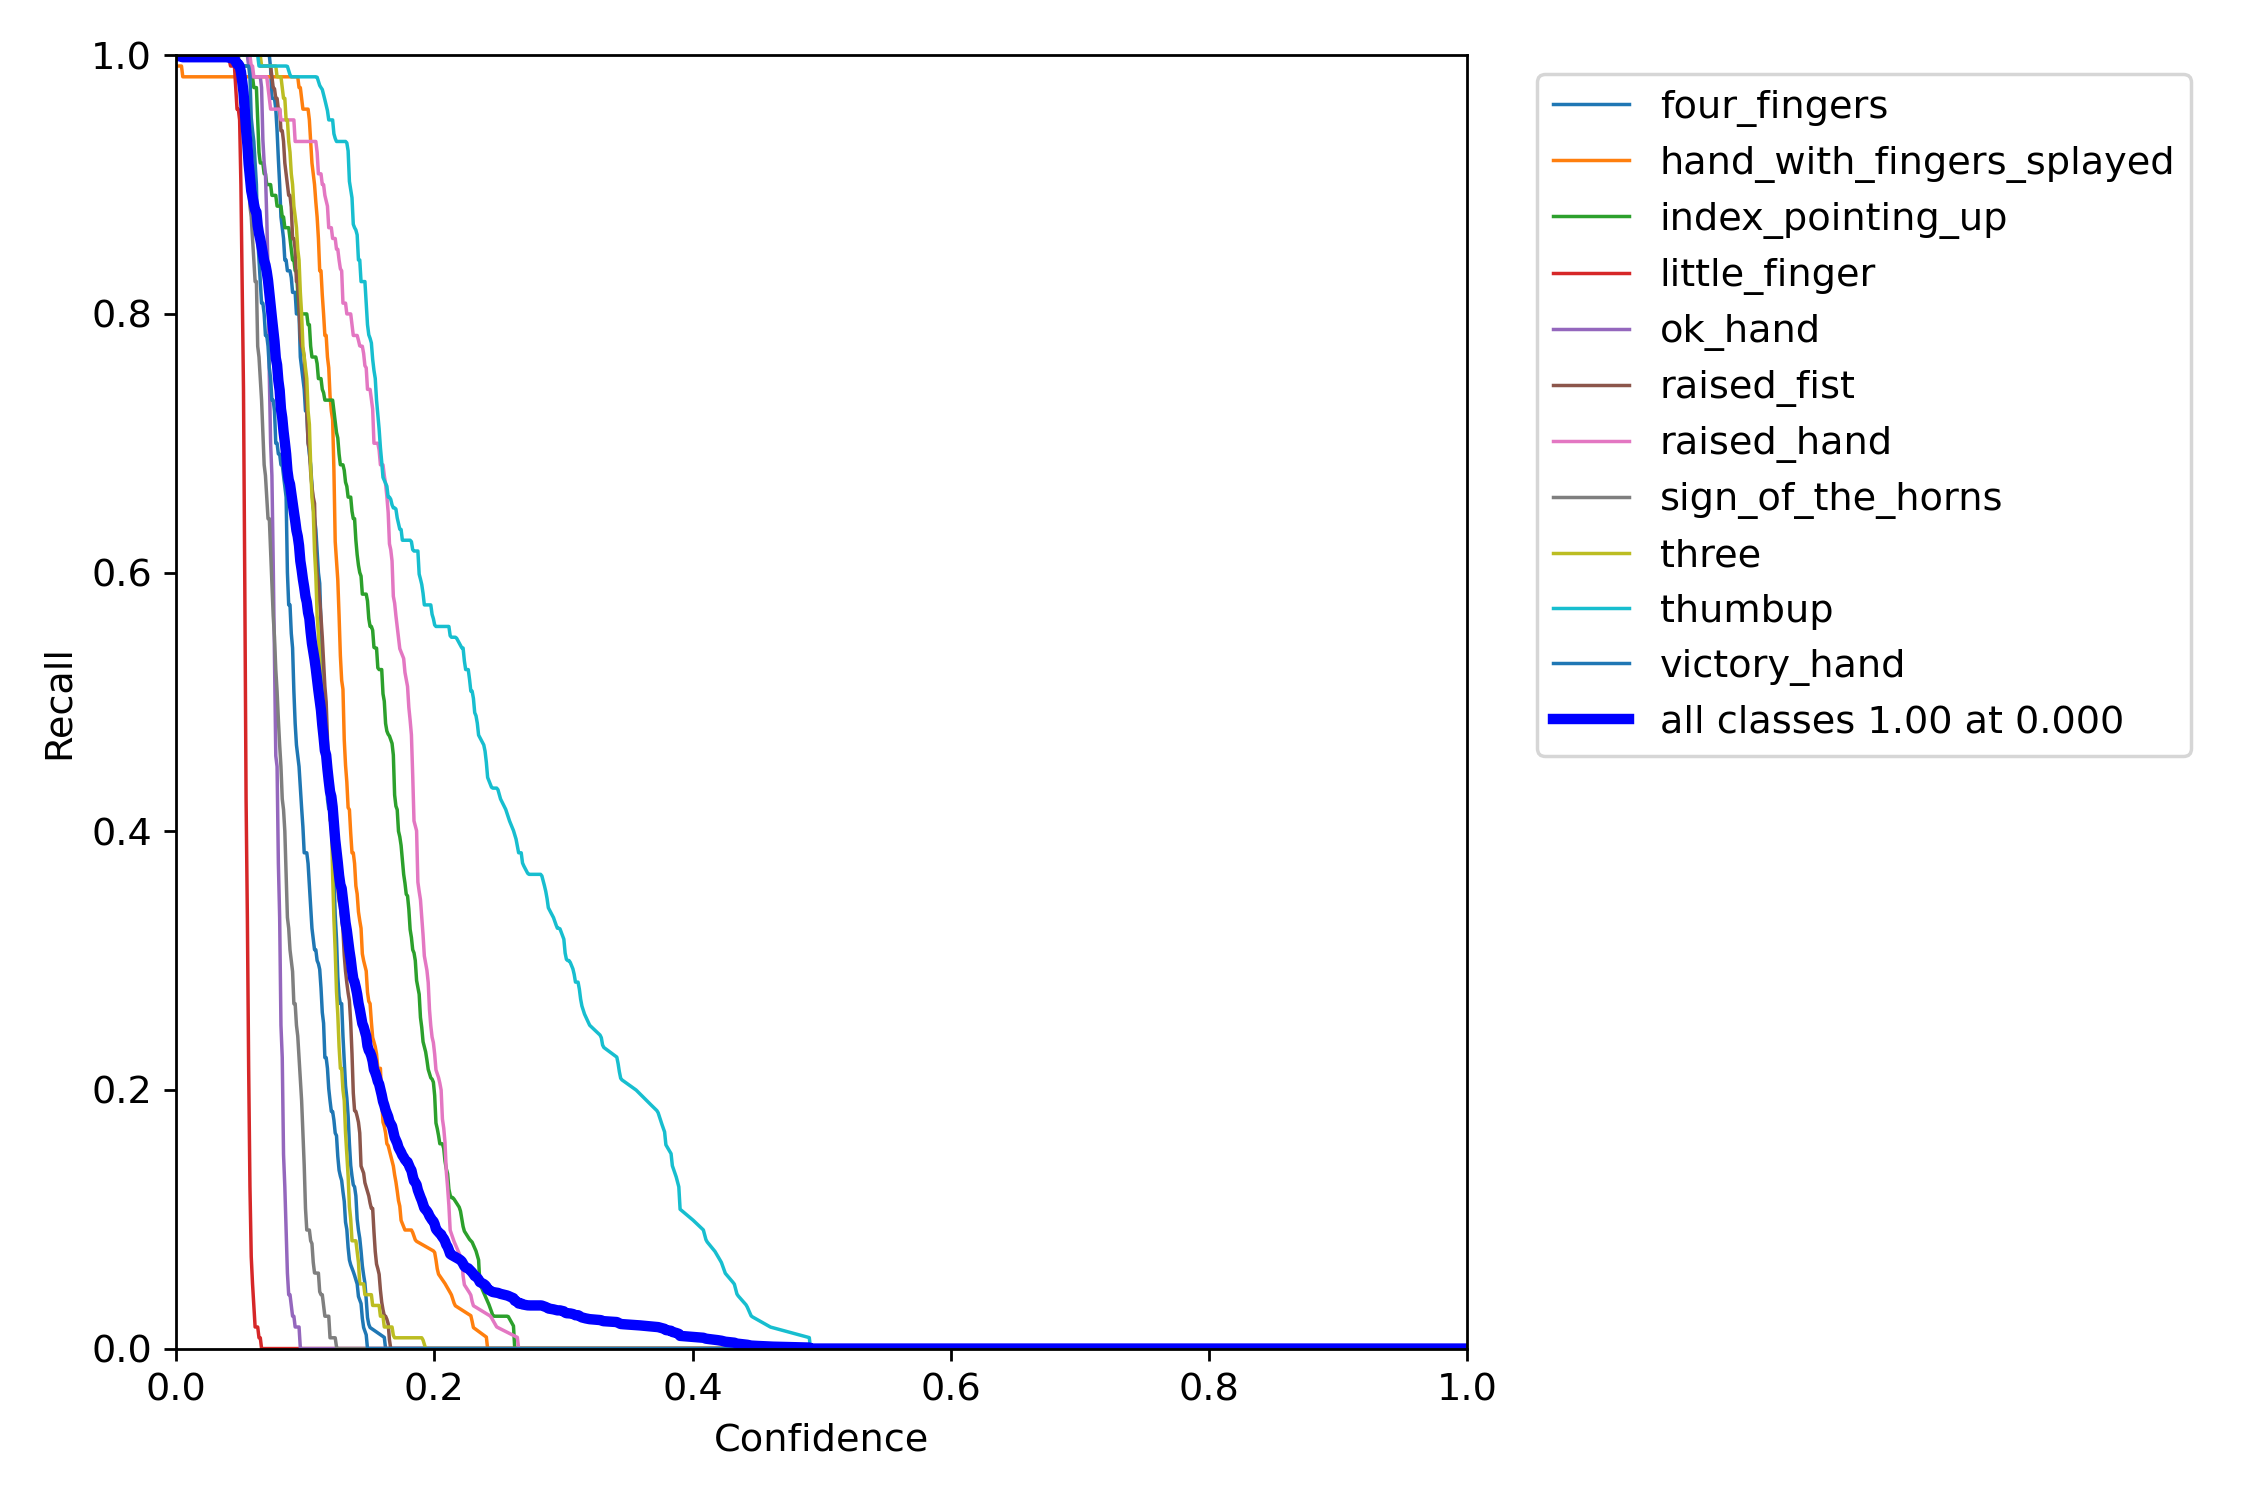 1.0
0.8
0.6
0.4
0.2
0.0
Recall
0.0 0.2 0.4 0.6 0.8 1.0
Confidence
four_fingers
hand_with_fingers_splayed
index_pointing_up
little_finger
ok_hand
raised_fist
raised_hand
sign_of_the_horns
three
thumbup
victory_hand
all classes 1.00 at 0.000